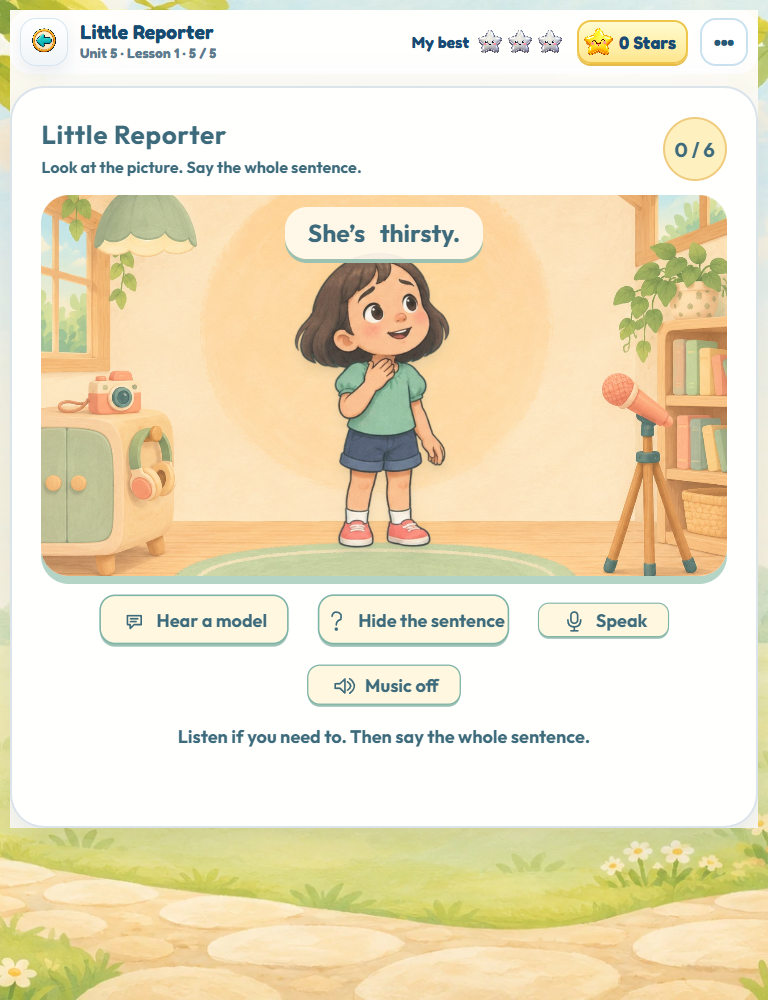 Little Reporter
Unit 5 · Lesson 1 · 5 / 5
My best
0 Stars
Little Reporter
Look at the picture. Say the whole sentence.
0 / 6
She’s thirsty.
Hear a model
? Hide the sentence
Speak
Music off
Listen if you need to. Then say the whole sentence.